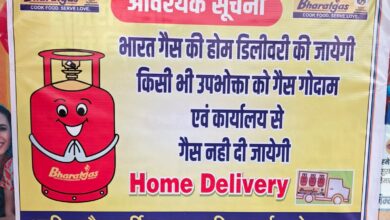 Bharatgas
COOK FOOD. SERVE LOVE.
आवश्यक सूचना
Bharatgas
COOK FOOD. SERVE LOVE.
भारत गैस की होम डिलीवरी की जायेगी
किसी भी उपभोक्ता को गैस गोदाम
एवं कार्यालय से
गैस नही दी जायेगी
Bharatgas
Home Delivery